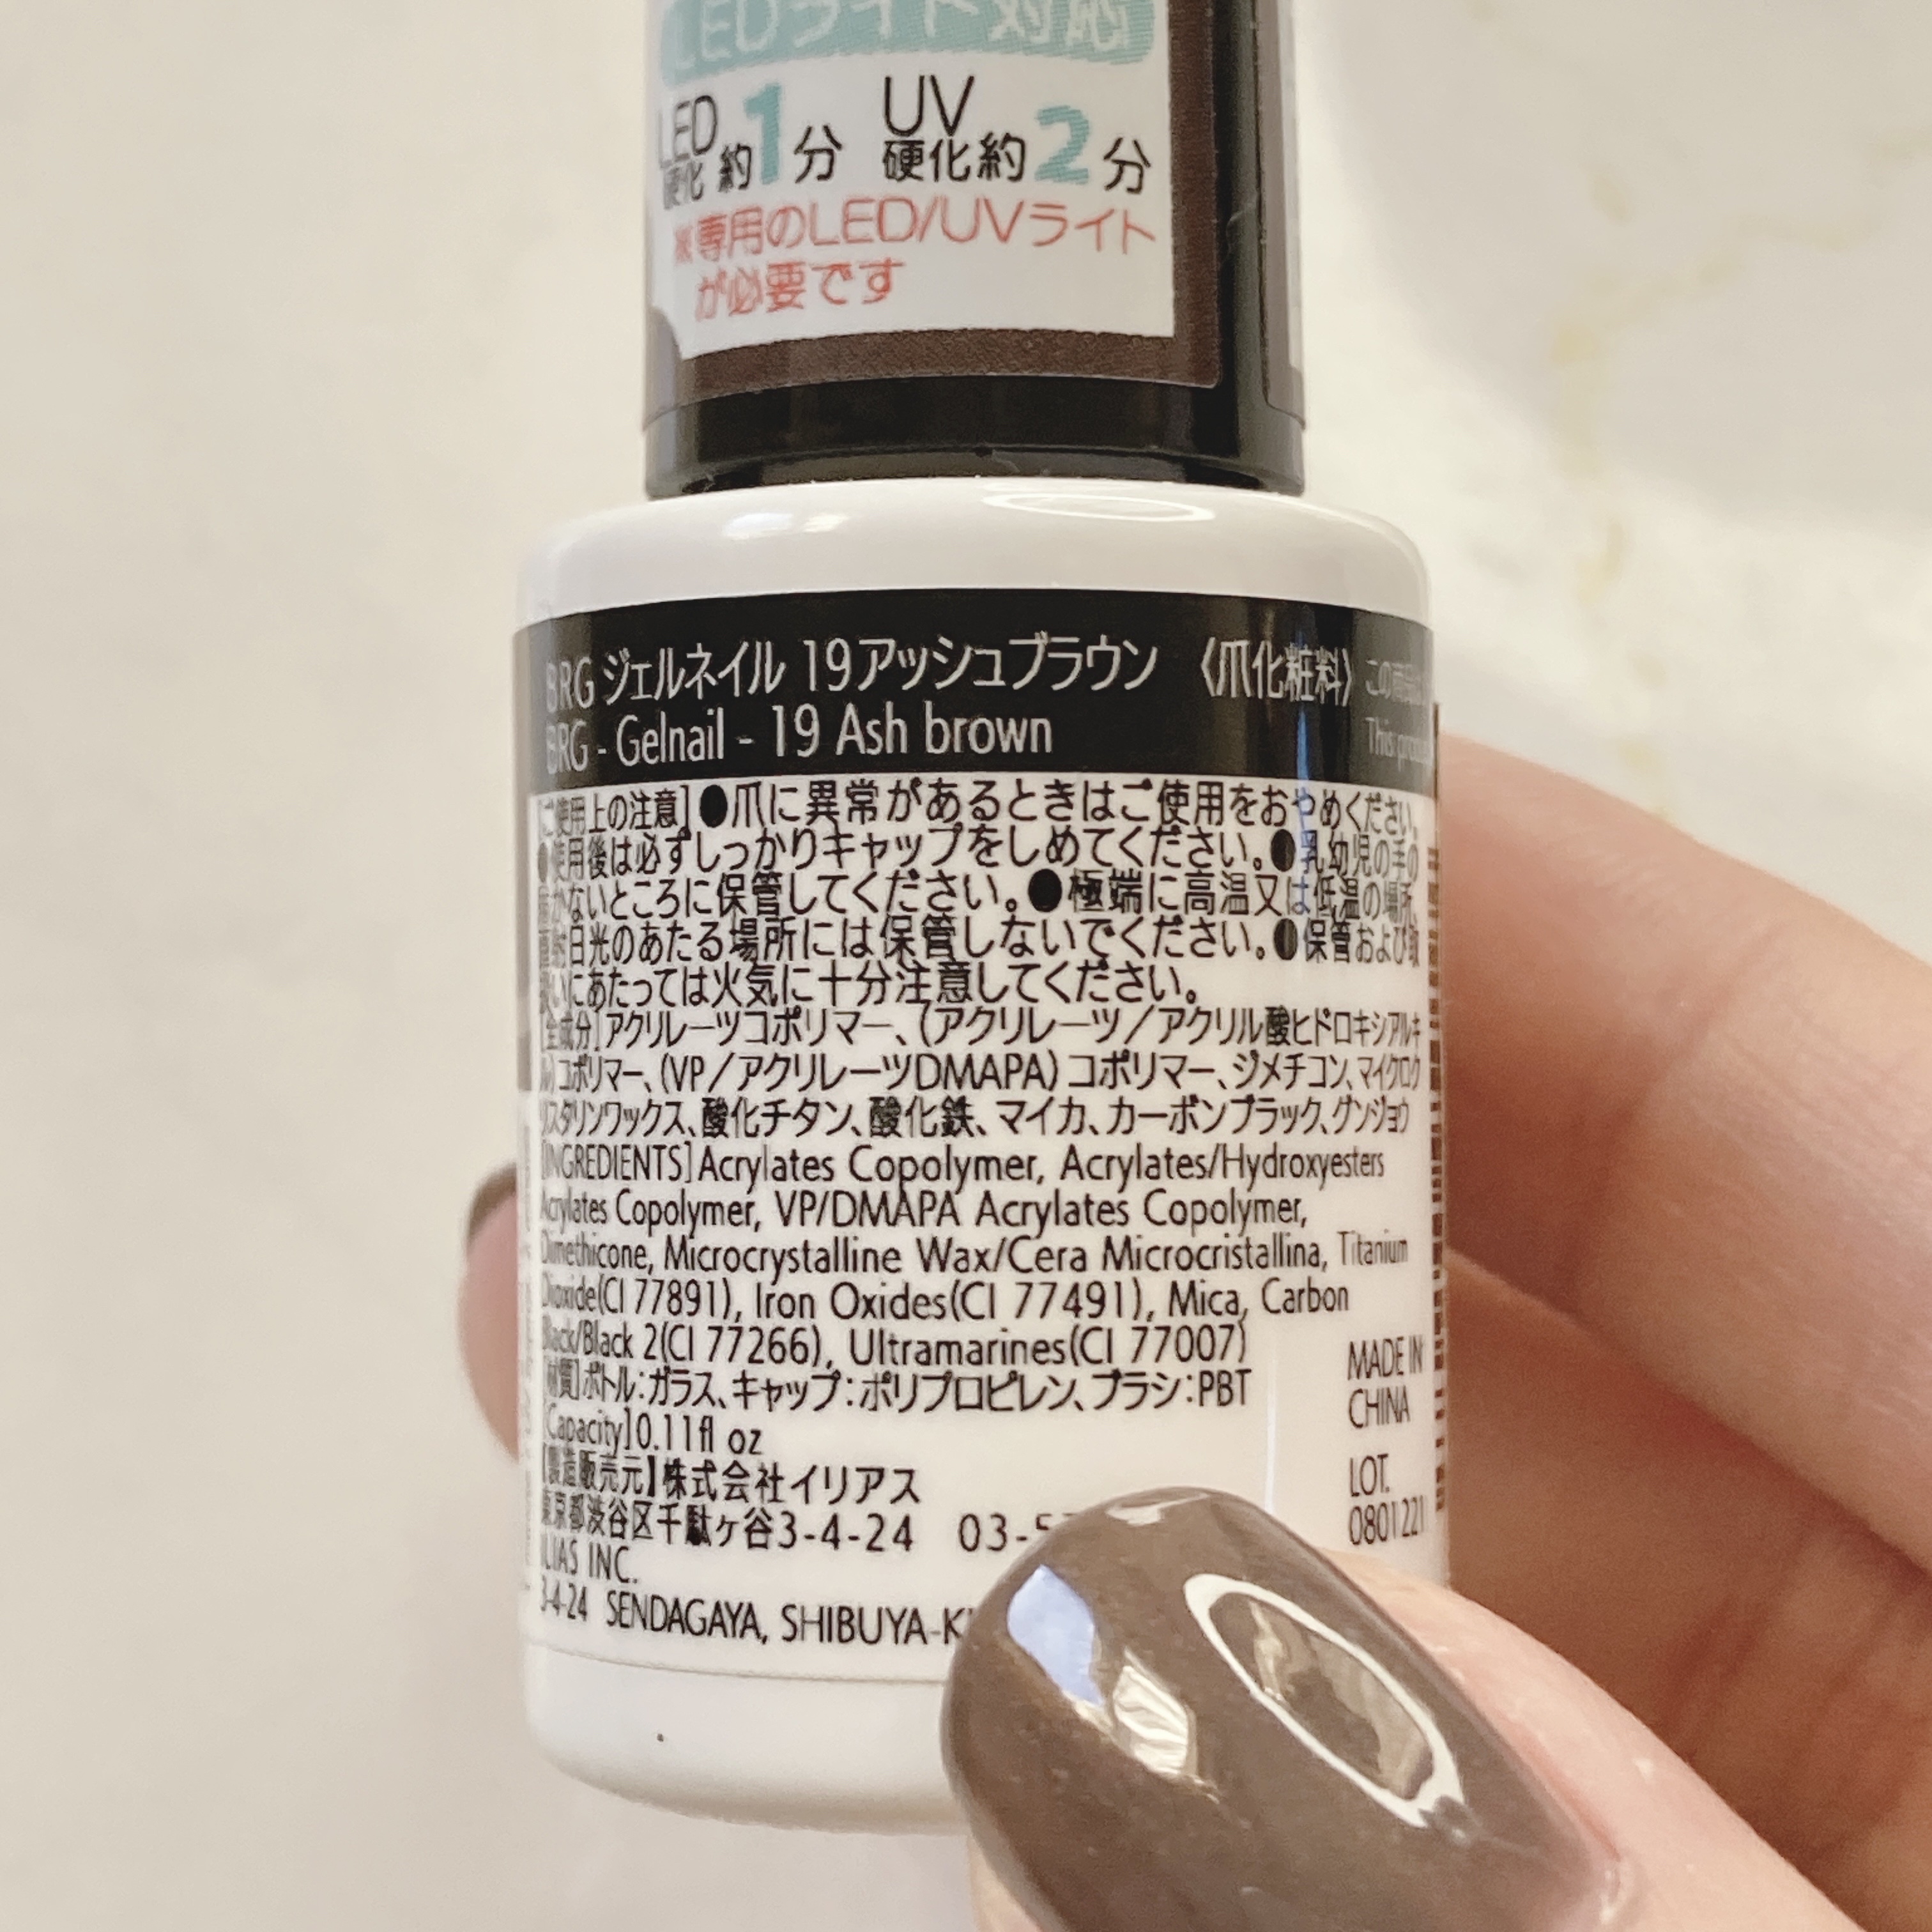 LEDライト対応
LED 硬化 約1分 UV 硬化約2分
※専用のLED/UVライト
が必要です
BRG ジェルネイル 19アッシュブラウン 〈爪化粧料〉 この商品
BRG - Gelnail - 19 Ash brown This
[ご使用上の注意]●爪に異常があるときはご使用をおやめください。
●使用後は必ずしっかりキャップをしめてください。●乳幼児の手の
届かないところに保管してください。●極端に高温又は低温の場所、
直射日光のあたる場所には保管しないでください。●保管および取
扱いにあたっては火気に十分注意してください。
[全成分]アクリレーツコポリマー、(アクリレーツ/アクリル酸ヒドロキシアルキ
ル)コポリマー、(VP/アクリレーツDMAPA)コポリマー、ジメチコン、マイクロク
リスタリンワックス、酸化チタン、酸化鉄、マイカ、カーボンブラック、グンジョウ
[INGREDIENTS]Acrylates Copolymer, Acrylates/Hydroxyesters
Acrylates Copolymer, VP/DMAPA Acrylates Copolymer,
Dimethicone, Microcrystalline Wax/Cera Microcristallina, Titanium
Dioxide(CI 77891), Iron Oxides(CI 77491), Mica, Carbon
Black/Black 2(CI 77266), Ultramarines(CI 77007)
[材質]ボトル:ガラス、キャップ:ポリプロピレン、ブラシ:PBT
[Capacity]0.11fl oz
【製造販売元】株式会社イリアス
東京都渋谷区千駄ヶ谷3-4-24 03-5
ILIAS INC.
3-4-24 SENDAGAYA, SHIBUYA-K
MADE IN
CHINA
LOT.
0801221